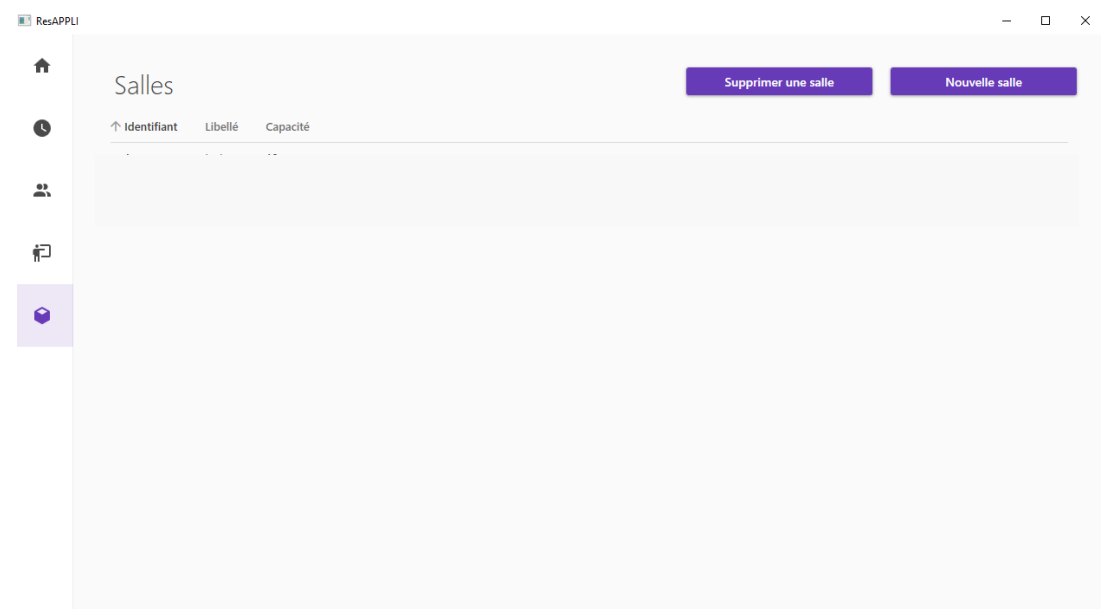 ResAPPLI
Salles
Supprimer une salle
Nouvelle salle
Identifiant Libellé Capacité